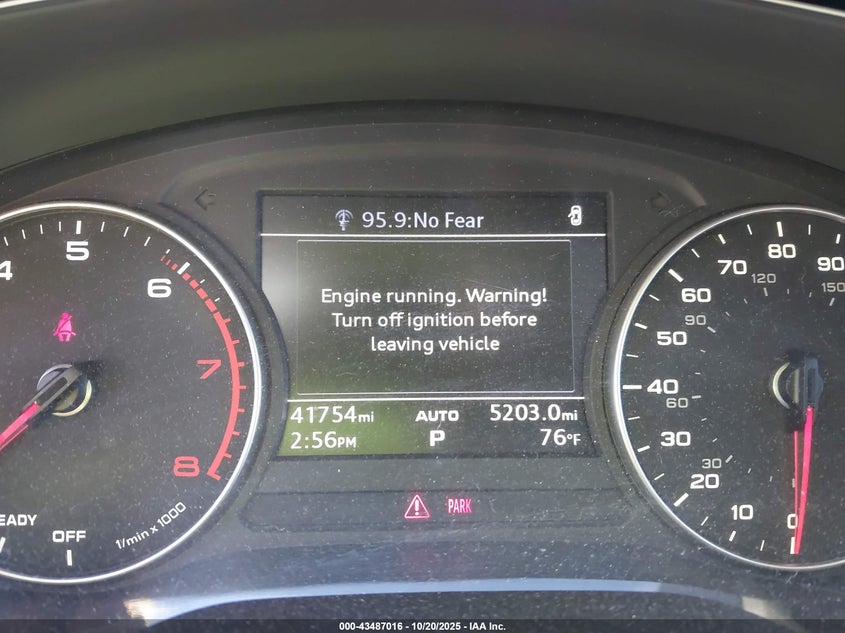 95.9:No Fear
Engine running. Warning!
Turn off ignition before
leaving vehicle
41754mi AUTO 5203.0mi
2:56PM P 76°F
4 5 6 7 8
EADY OFF 1/min x 1000
0 10 20 30 40 50 60 70 80 90
30 60 90 120 150
PARK
000-43487016 - 10/20/2025 - IAA Inc.